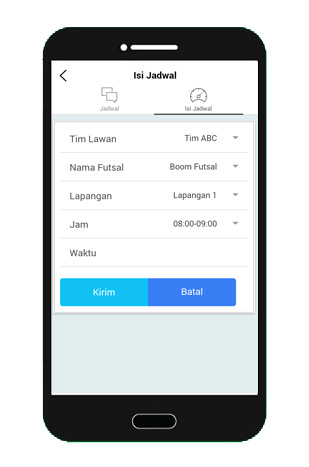 Isi Jadwal
Jadwal
Isi Jadwal
Tim Lawan Tim ABC
Nama Futsal Boom Futsal
Lapangan Lapangan 1
Jam 08:00-09:00
Waktu
Kirim Batal